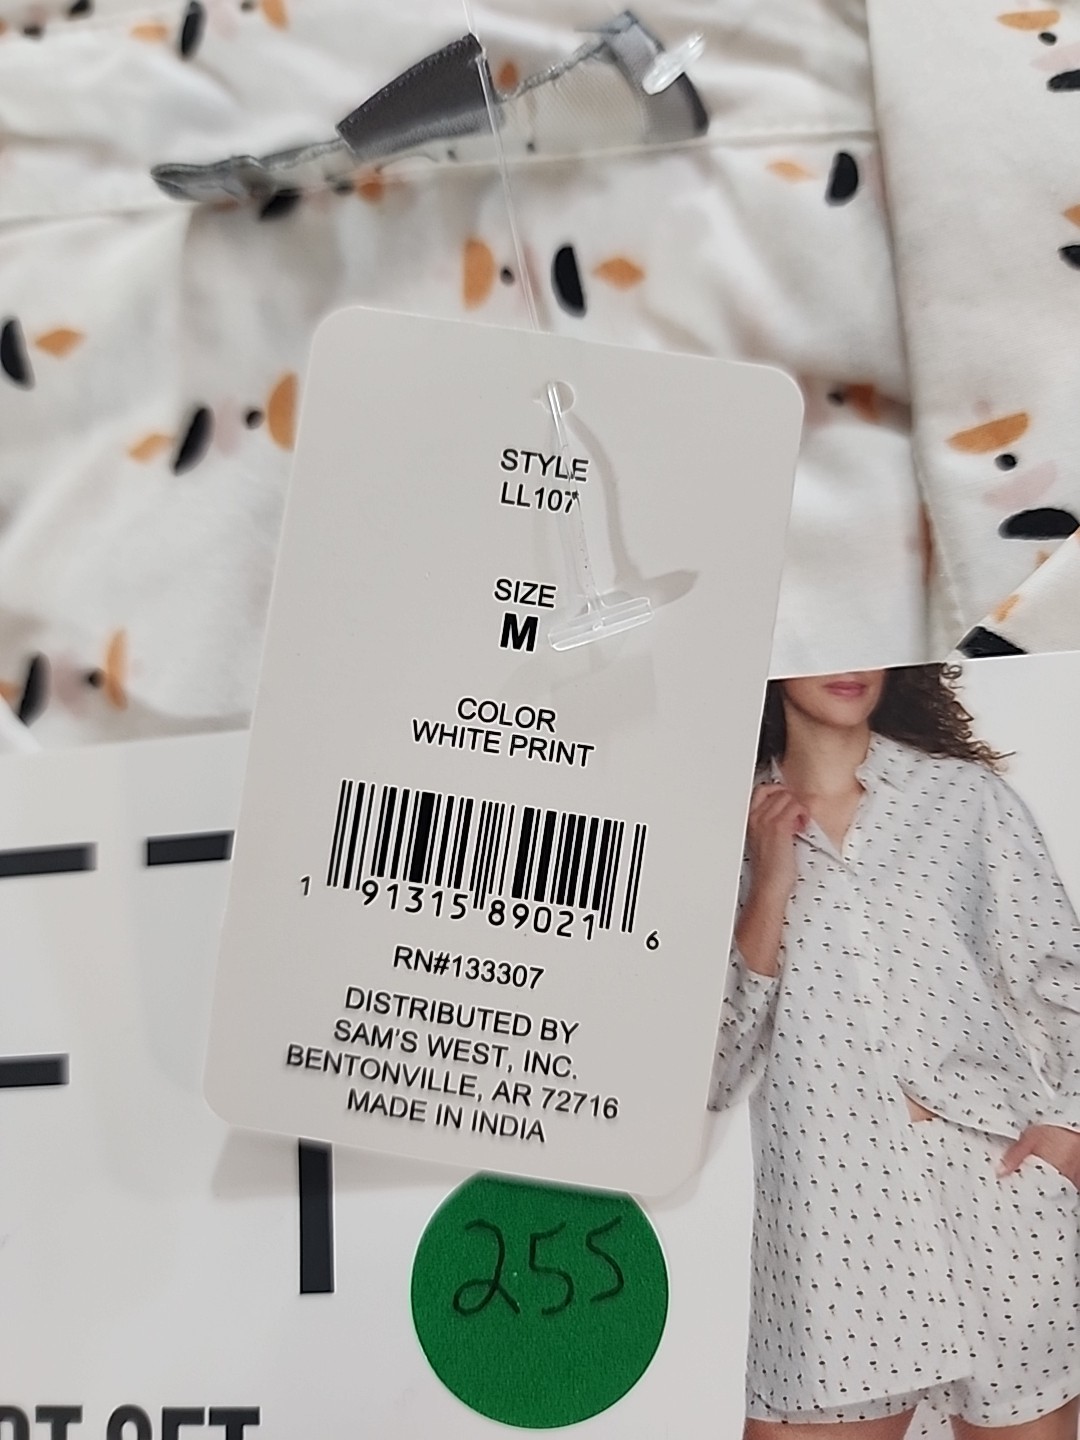 STYLE
LL107
SIZE
M
COLOR
WHITE PRINT
1 91315 89021 6
RN#133307
DISTRIBUTED BY
SAM'S WEST, INC.
BENTONVILLE, AR 72716
MADE IN INDIA
255
SET